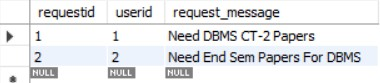 requestid userid request_message
1 1 Need DBMS CT-2 Papers
2 2 Need End Sem Papers For DBMS
NULL NULL NULL